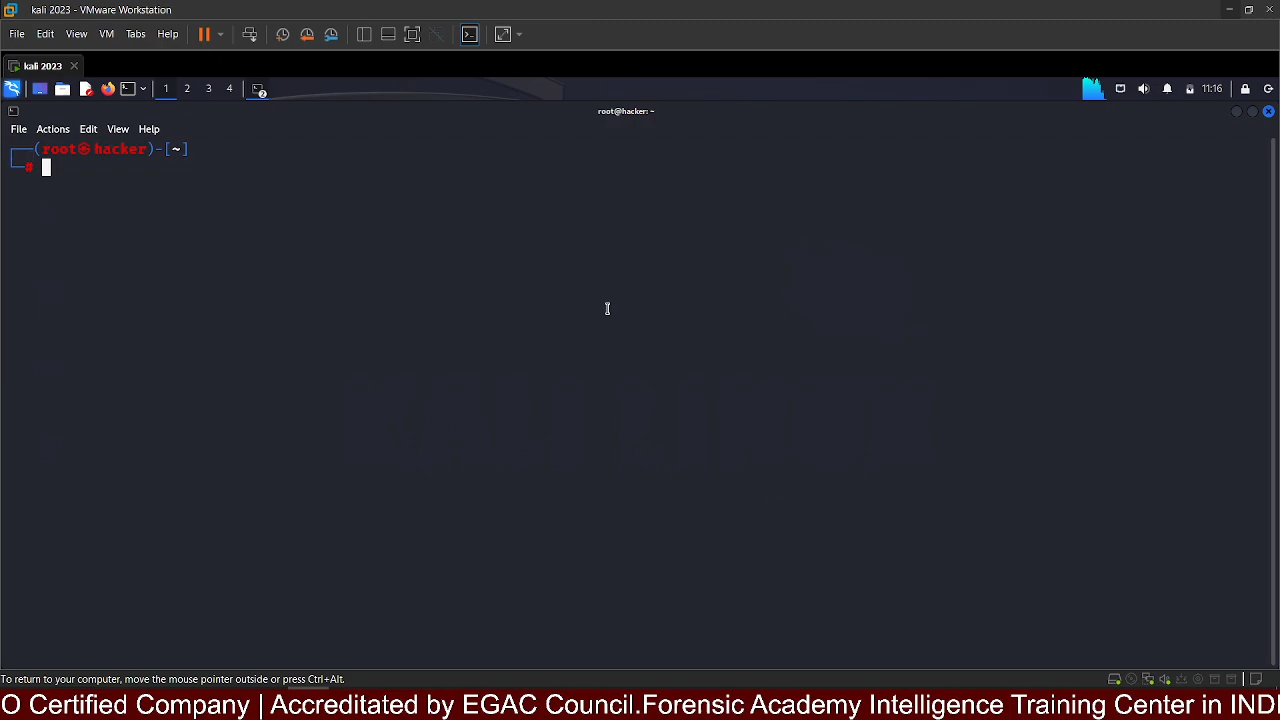 kali 2023 - VMware Workstation
File Edit View VM Tabs Help
kali 2023
1 2 3 4 11:16
root@hacker: ~
File Actions Edit View Help
(root㉿hacker)-[~]
#
To return to your computer, move the mouse pointer outside or press Ctrl+Alt.
O Certified Company | Accreditated by EGAC Council.Forensic Academy Intelligence Training Center in INDI